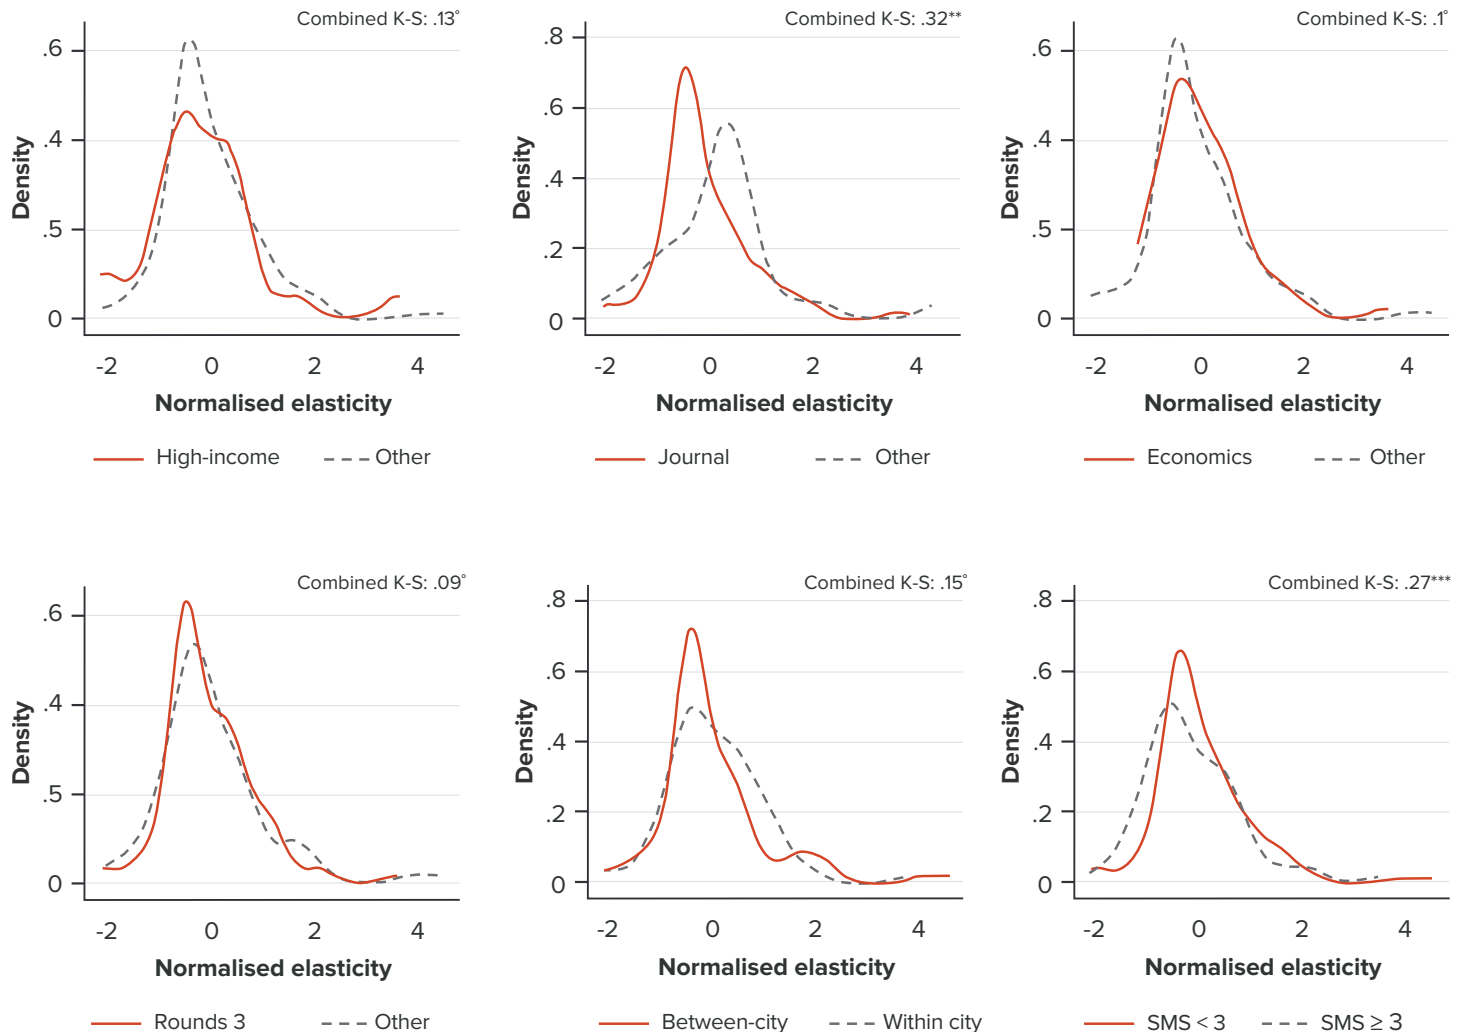 Combined K-S: .13°
.6
.4
.5
0
Density
-2 0 2 4
Normalised elasticity
High-income Other
Combined K-S: .32**
.8
.6
.4
.2
0
Density
-2 0 2 4
Normalised elasticity
Journal Other
Combined K-S: .1°
.6
.4
.5
0
Density
-2 0 2 4
Normalised elasticity
Economics Other
Combined K-S: .09°
.6
.4
.5
0
Density
-2 0 2 4
Normalised elasticity
Rounds 3 Other
Combined K-S: .15°
.8
.6
.4
.2
0
Density
-2 0 2 4
Normalised elasticity
Between-city Within city
Combined K-S: .27***
.8
.6
.4
.2
0
Density
-2 0 2 4
Normalised elasticity
SMS < 3 SMS ≥ 3